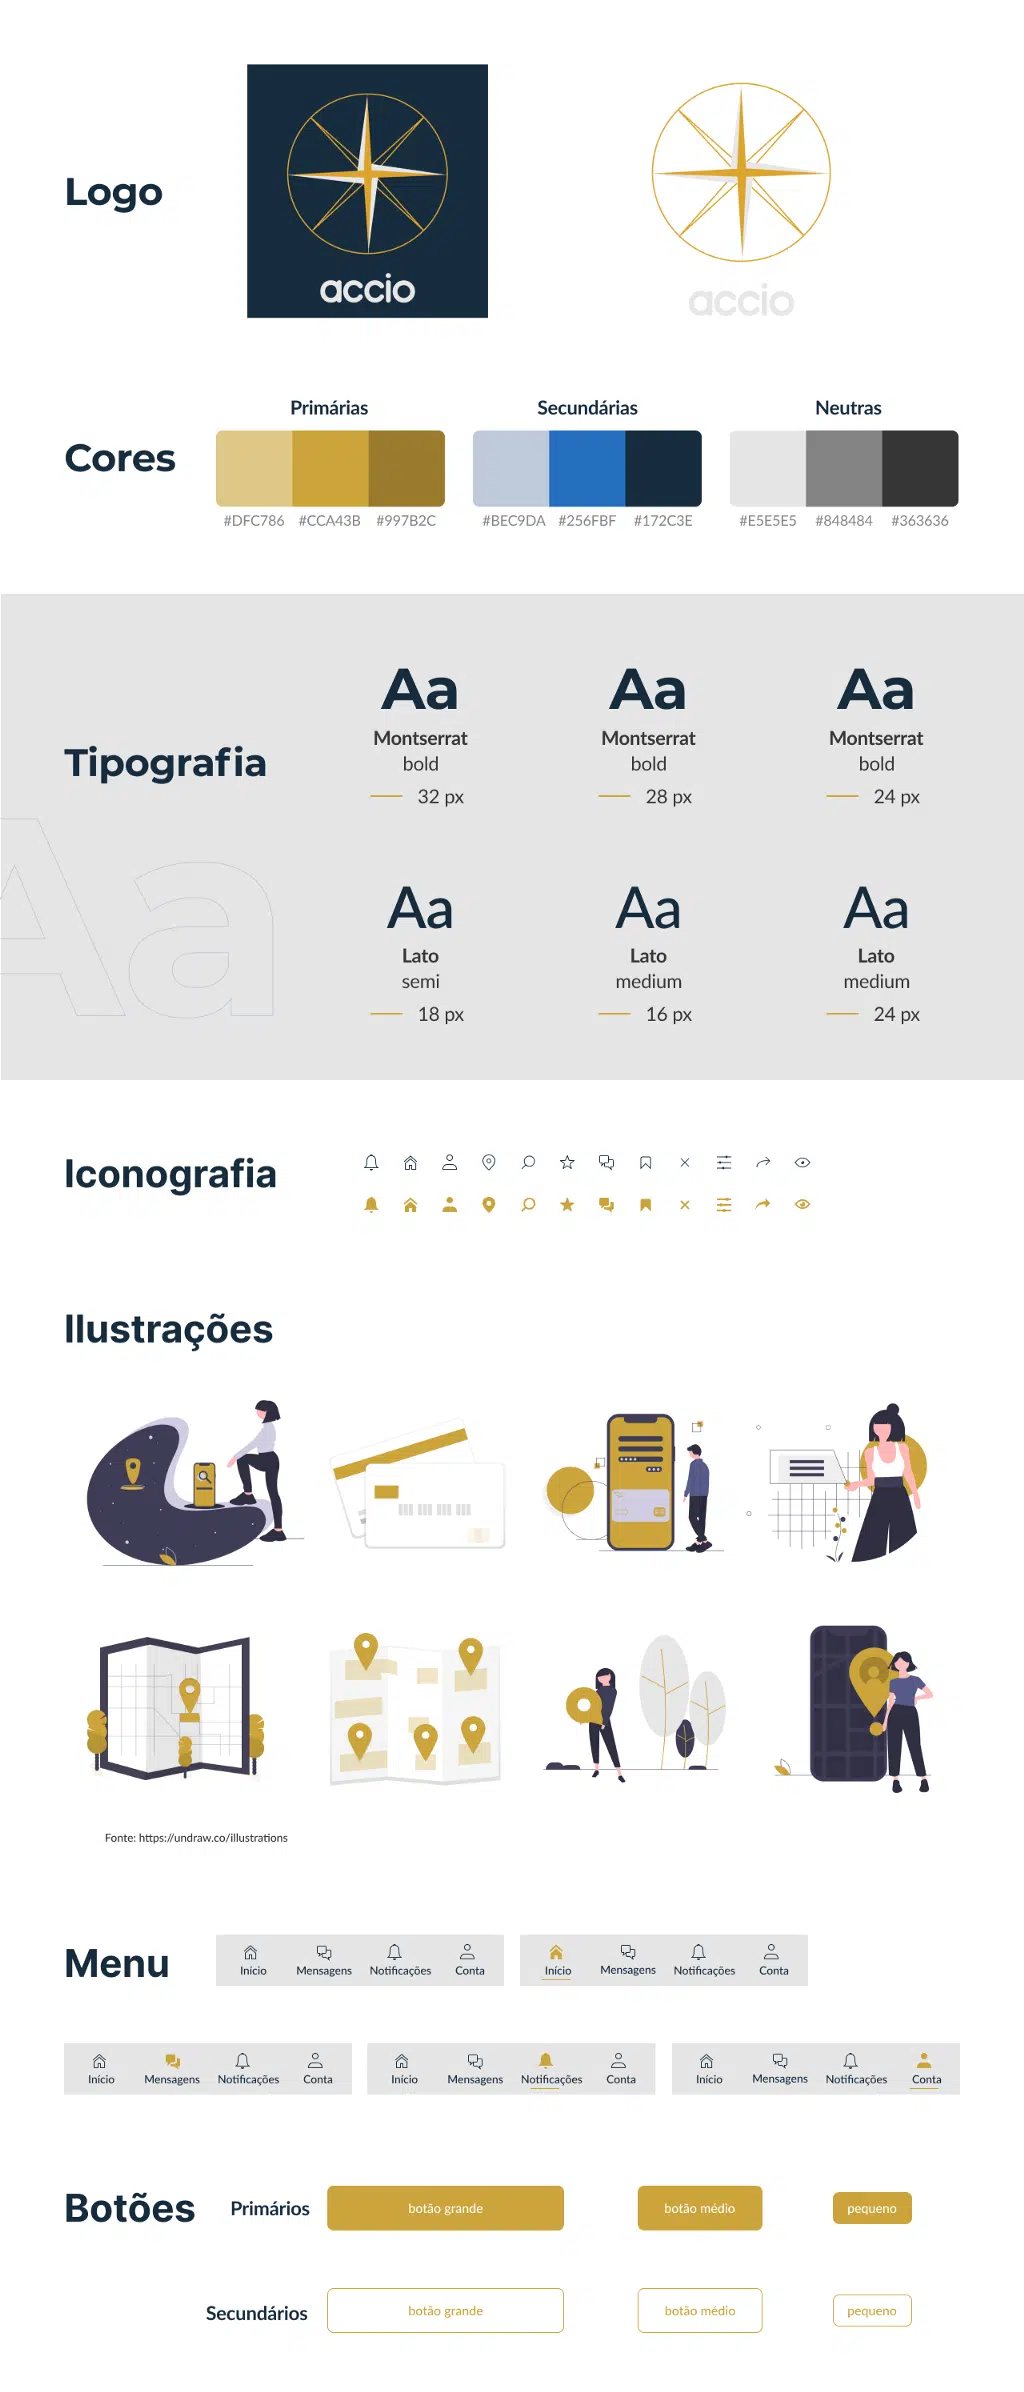 Logo
accio
accio
Cores
Primárias
#DFC786 #CCA43B #997B2C
Secundárias
#BEC9DA #256FBF #172C3E
Neutras
#E5E5E5 #848484 #363636
Tipografia
Aa
Aa
Montserrat
bold
32 px
Aa
Montserrat
bold
28 px
Aa
Montserrat
bold
24 px
Aa
Lato
semi
18 px
Aa
Lato
medium
16 px
Aa
Lato
medium
24 px
Iconografia
Ilustrações
Fonte: https://undraw.co/illustrations
Menu
Início Mensagens Notificações Conta
Início Mensagens Notificações Conta
Início Mensagens Notificações Conta
Início Mensagens Notificações Conta
Início Mensagens Notificações Conta
Botões
Primários
botão grande
botão médio
pequeno
Secundários
botão grande
botão médio
pequeno